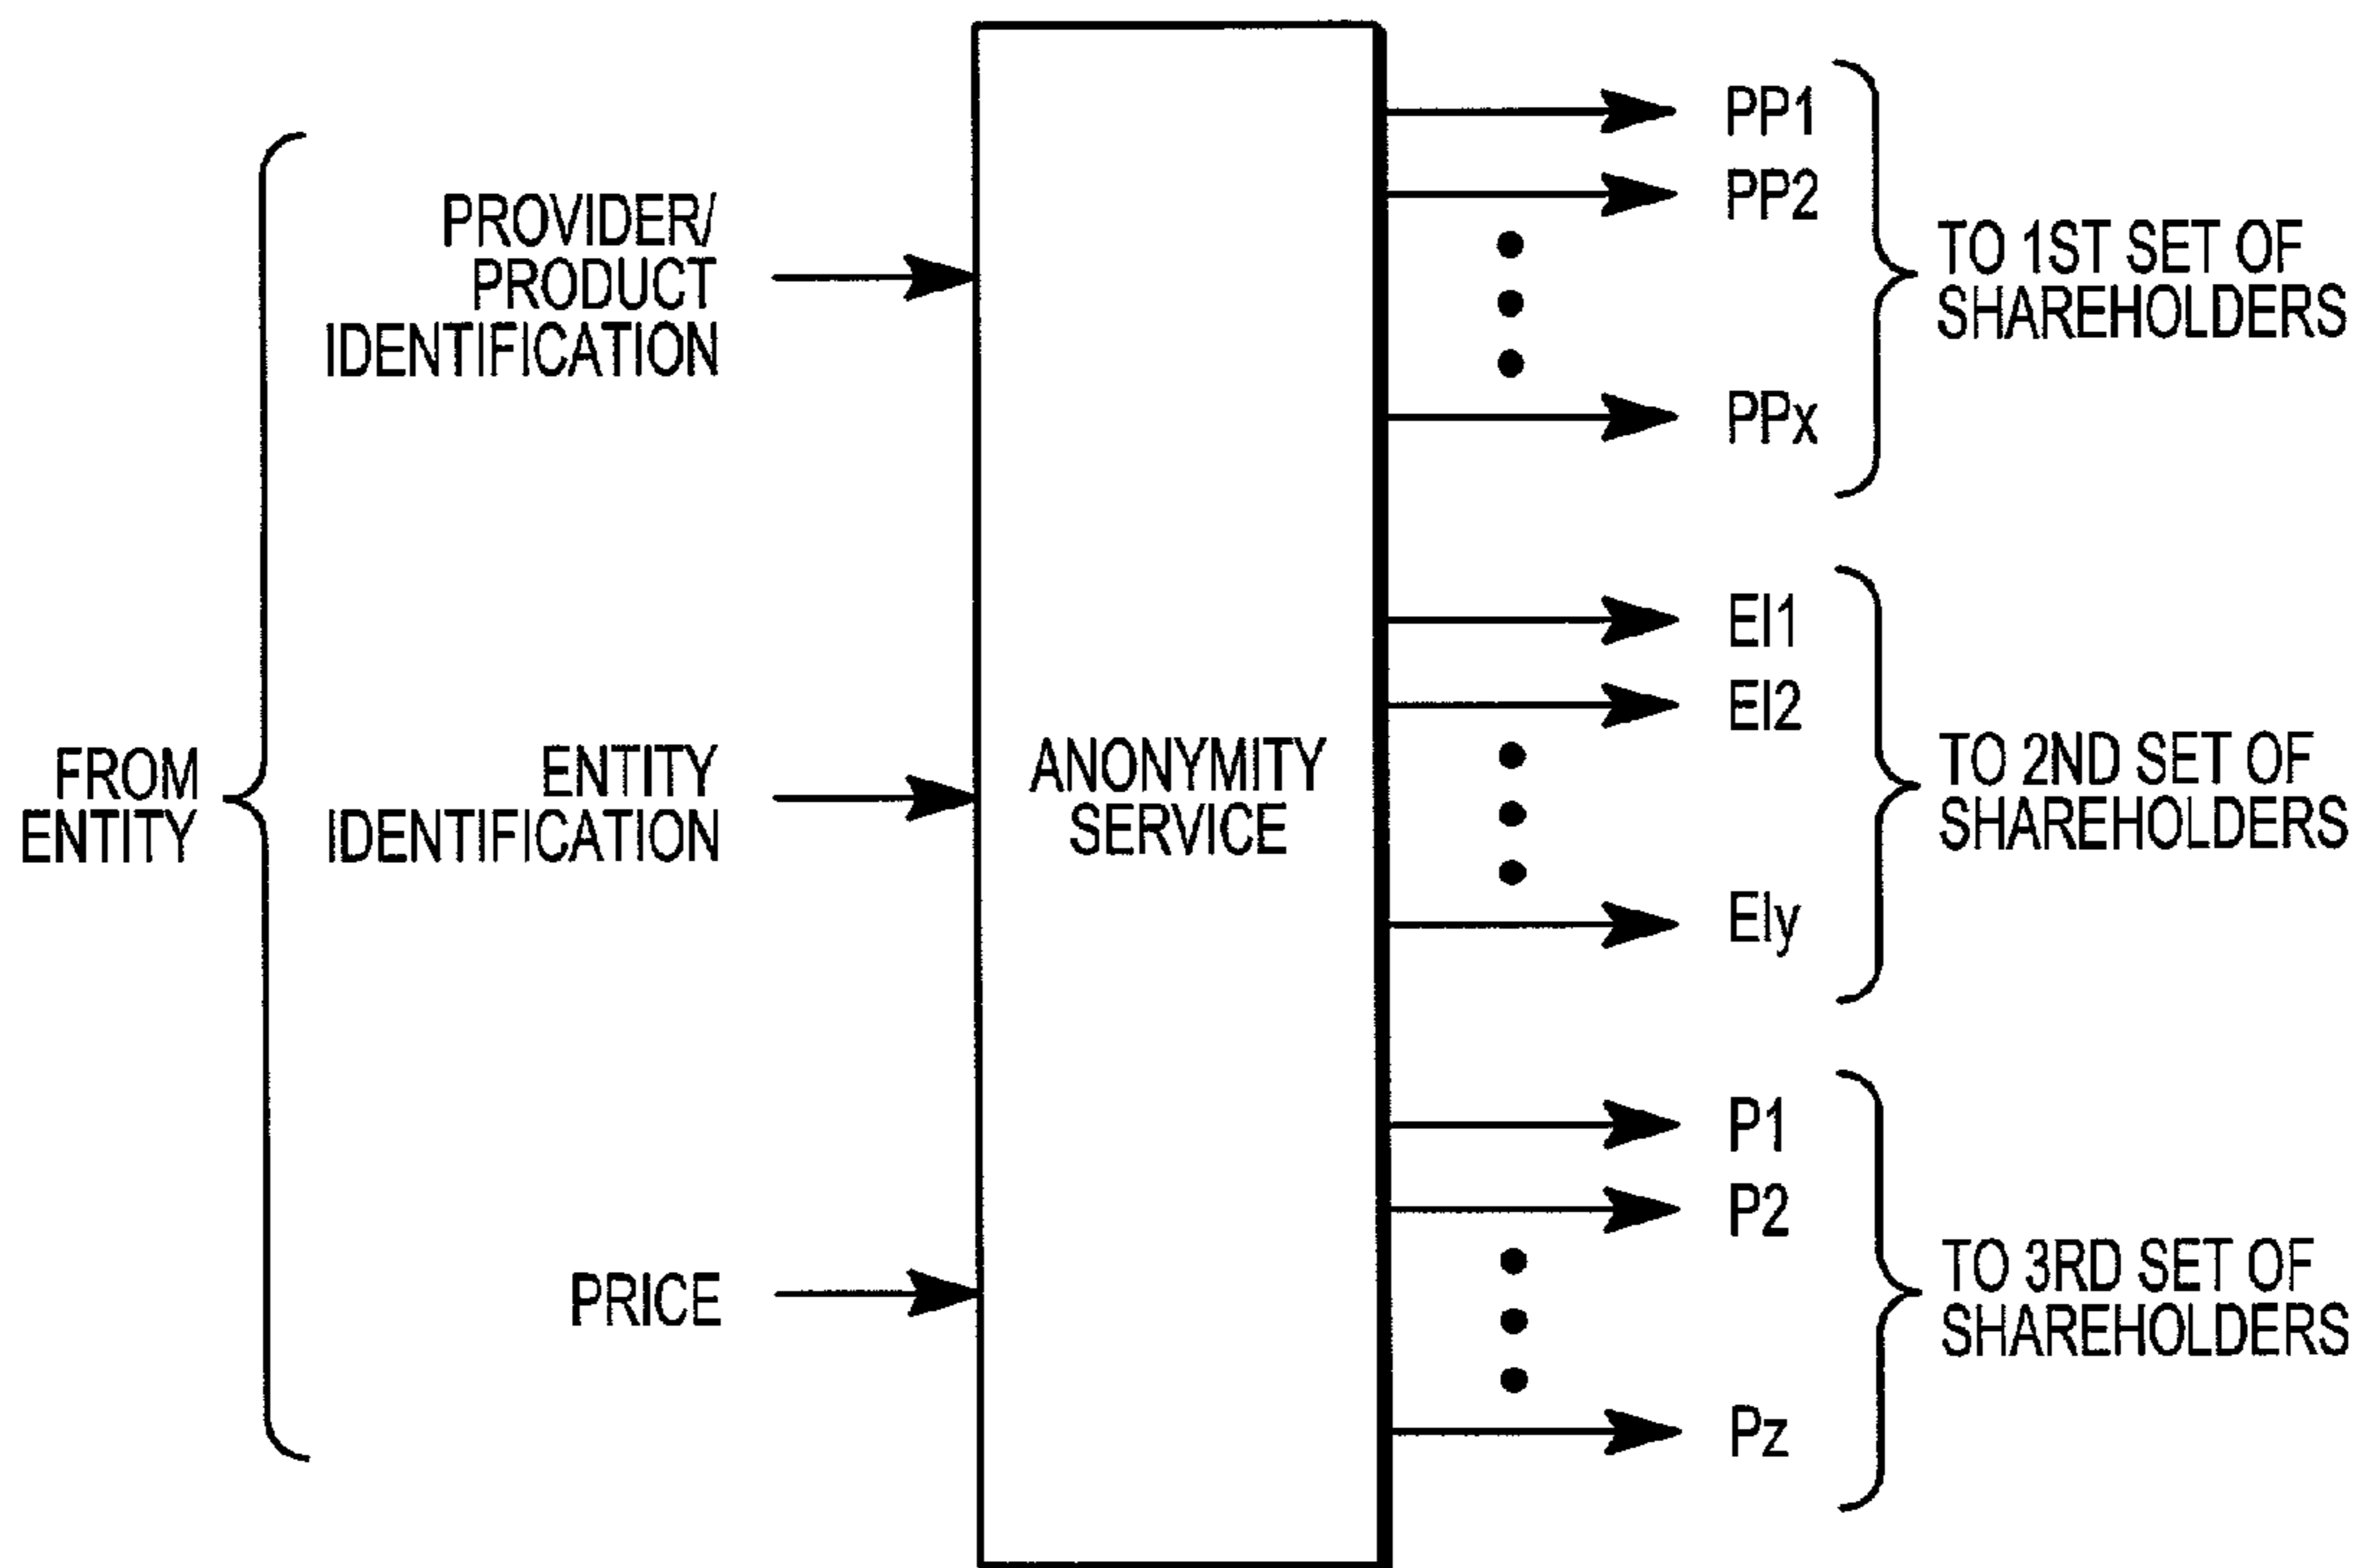 FROM
ENTITY
PROVIDER/
PRODUCT
IDENTIFICATION
ENTITY
IDENTIFICATION
PRICE
ANONYMITY
SERVICE
PP1
PP2
PPx
TO 1ST SET OF
SHAREHOLDERS
EI1
EI2
EIy
TO 2ND SET OF
SHAREHOLDERS
P1
P2
Pz
TO 3RD SET OF
SHAREHOLDERS